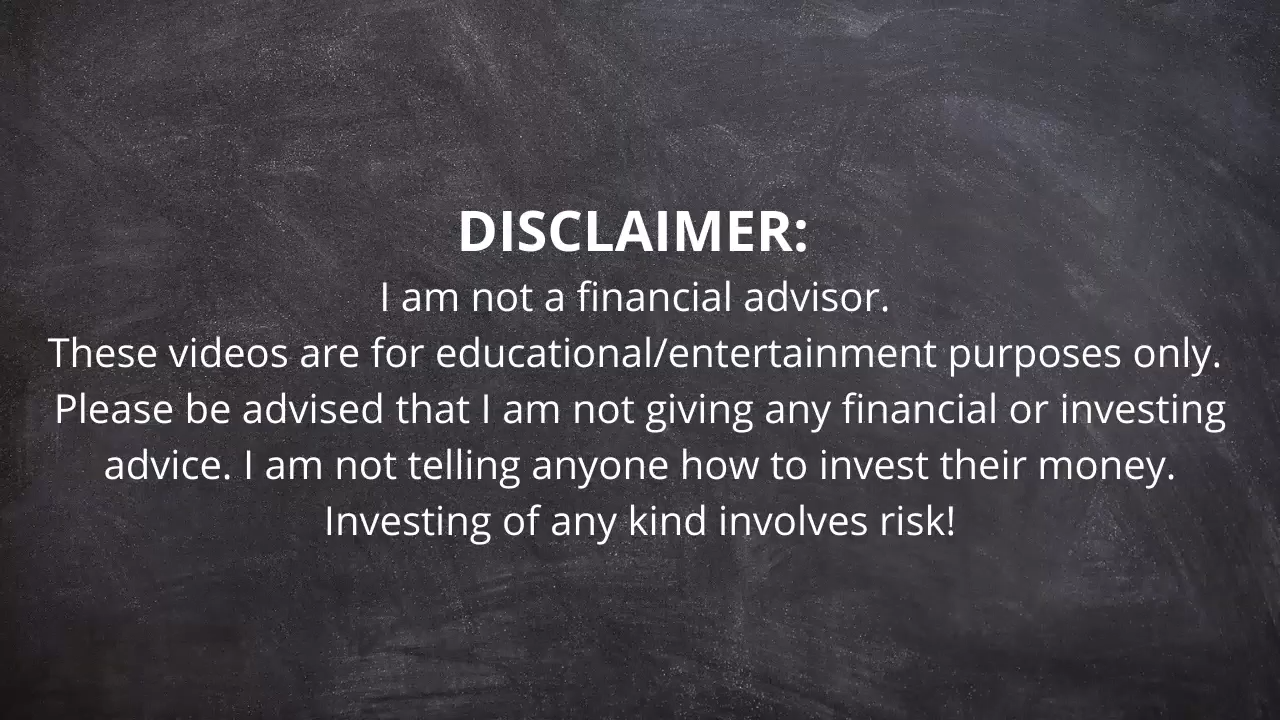 DISCLAIMER:
I am not a financial advisor.
These videos are for educational/entertainment purposes only.
Please be advised that I am not giving any financial or investing
advice. I am not telling anyone how to invest their money.
Investing of any kind involves risk!